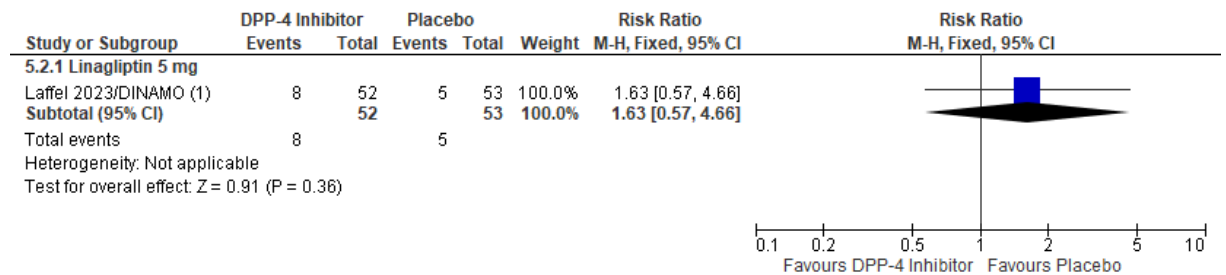 DPP-4 Inhibitor Placebo Risk Ratio Risk Ratio
Study or Subgroup Events Total Events Total Weight M-H, Fixed, 95% CI M-H, Fixed, 95% CI
5.2.1 Linagliptin 5 mg
Laffel 2023/DINAMO (1) 8 52 5 53 100.0% 1.63 [0.57, 4.66]
Subtotal (95% CI) 52 53 100.0% 1.63 [0.57, 4.66]
Total events 8 5
Heterogeneity: Not applicable
Test for overall effect: Z = 0.91 (P = 0.36)
0.1 0.2 0.5 1 2 5 10
Favours DPP-4 Inhibitor Favours Placebo